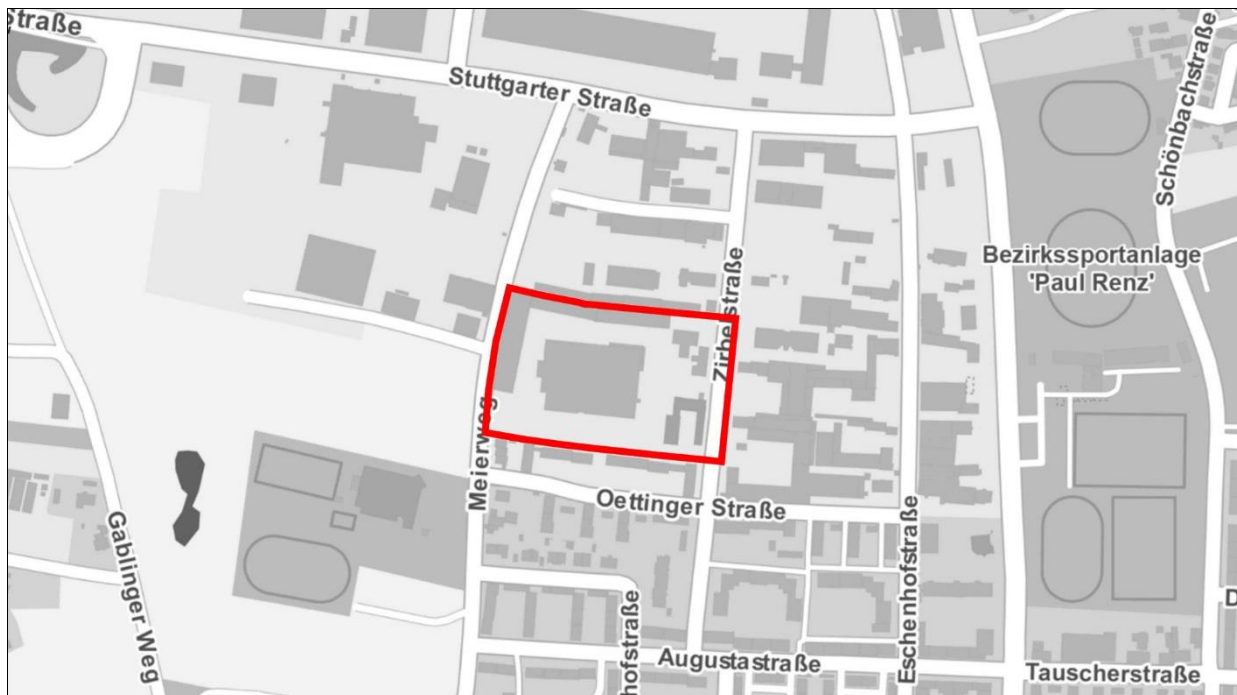 Straße
Stuttgarter Straße
Schönbachstraße
Bezirkssportanlage
'Paul Renz'
Zirbelstraße
Meierweg
Oettinger Straße
Gablinger Weg
Eschenhofstraße
hofstraße
D
Augustastraße
Tauscherstraße